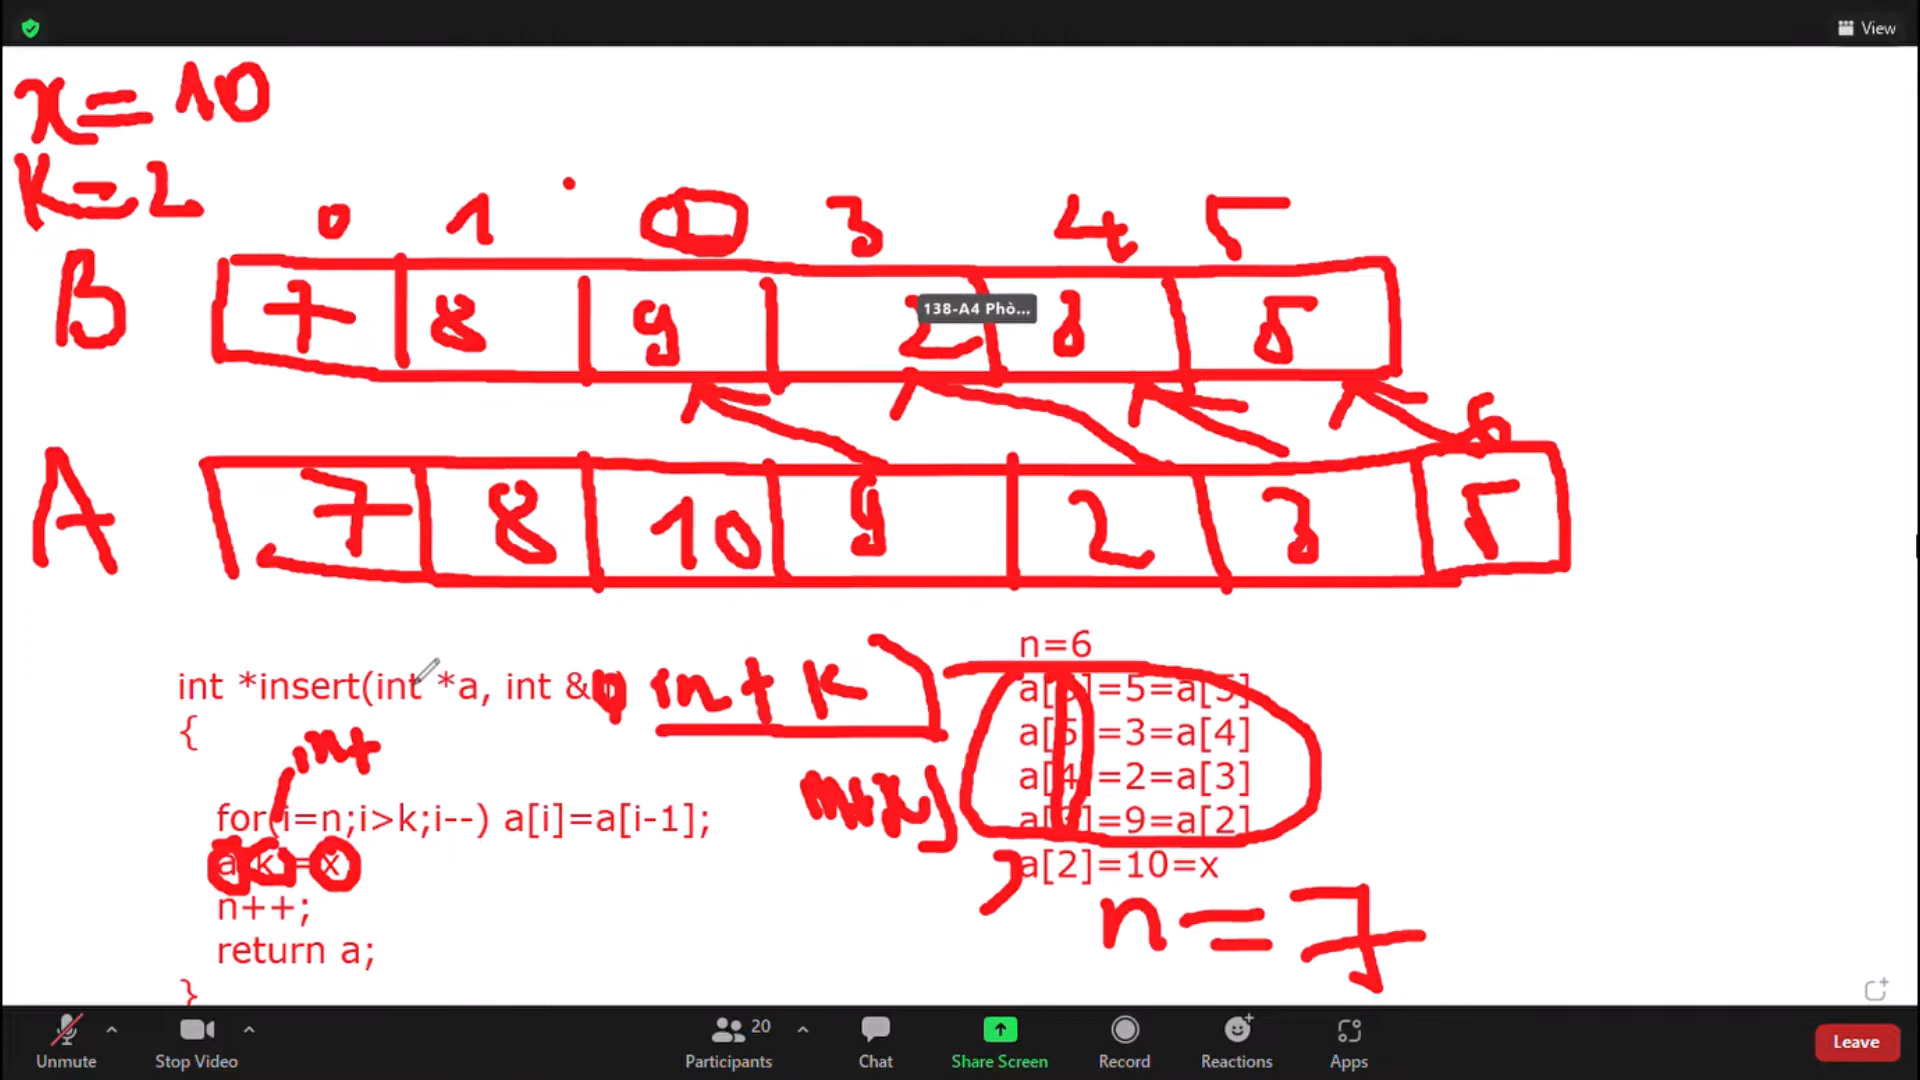 View
x=10
k=2
0 1 3 4 5
B 7 8 9 2 3 5
138-A4 Phò...
6
A 7 8 10 9 2 3 5
n=6
int *insert(int *a, int & int k
a[6]=5=a[5]
{
a[5]=3=a[4]
int
a[4]=2=a[3]
for(i=n;i>k;i--) a[i]=a[i-1];
a[3]=9=a[2]
a[k]=x
a[2]=10=x
n++;
n=7
return a;
}
20
Unmute Stop Video Participants Chat Share Screen Record Reactions Apps Leave